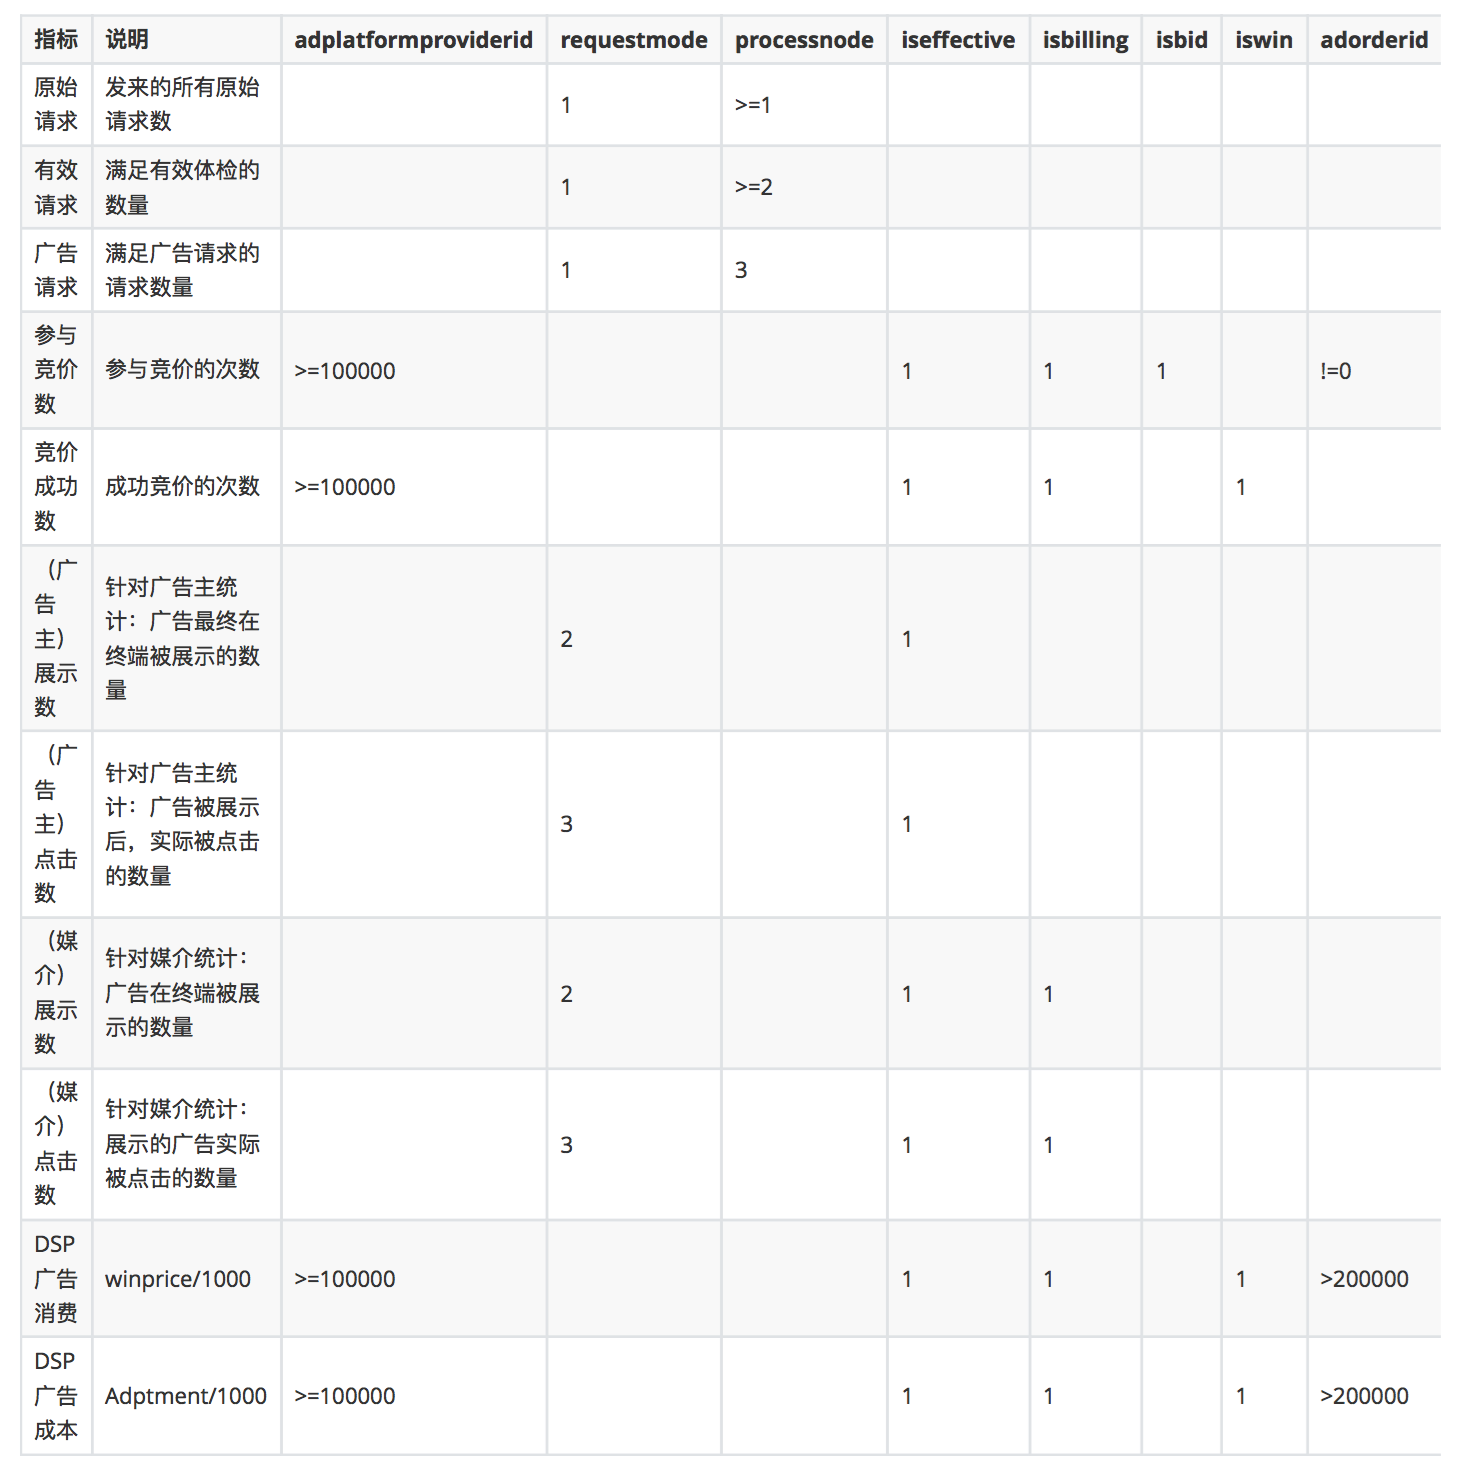 指标 说明 adplatformproviderid requestmode processnode iseffective isbilling isbid iswin adorderid
原始
请求
发来的所有原始
请求数
1 >=1
有效
请求
满足有效体检的
数量
1 >=2
广告
请求
满足广告请求的
请求数量
1 3
参与
竞价
数
参与竞价的次数 >=100000 1 1 1 !=0
竞价
成功
数
成功竞价的次数 >=100000 1 1 1
（广
告
主）
展示
数
针对广告主统
计：广告最终在
终端被展示的数
量
2 1
（广
告
主）
点击
数
针对广告主统
计：广告被展示
后，实际被点击
的数量
3 1
（媒
介）
展示
数
针对媒介统计：
广告在终端被展
示的数量
2 1 1
（媒
介）
点击
数
针对媒介统计：
展示的广告实际
被点击的数量
3 1 1
DSP
广告
消费
winprice/1000 >=100000 1 1 1 >200000
DSP
广告
成本
Adptment/1000 >=100000 1 1 1 >200000